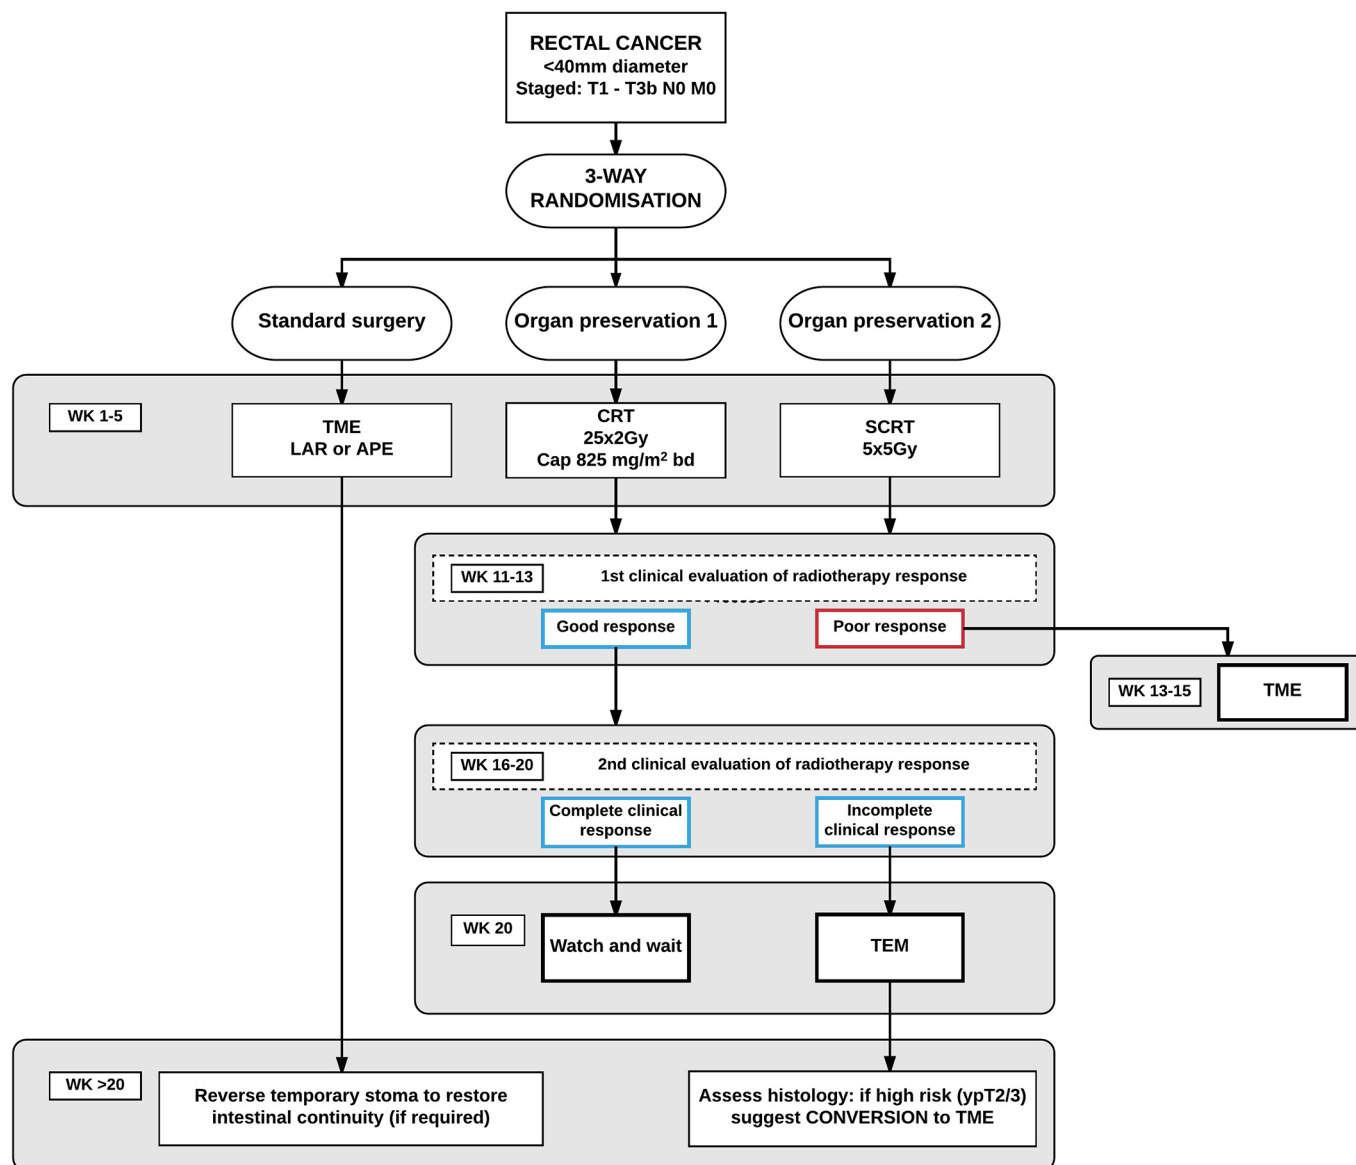 RECTAL CANCER
<40mm diameter
Staged: T1 - T3b N0 M0
3-WAY
RANDOMISATION
Standard surgery
Organ preservation 1
Organ preservation 2
WK 1-5
TME
LAR or APE
CRT
25x2Gy
Cap 825 mg/m² bd
SCRT
5x5Gy
WK 11-13
1st clinical evaluation of radiotherapy response
Good response
Poor response
WK 13-15
TME
WK 16-20
2nd clinical evaluation of radiotherapy response
Complete clinical
response
Incomplete
clinical response
WK 20
Watch and wait
TEM
WK >20
Reverse temporary stoma to restore
intestinal continuity (if required)
Assess histology: if high risk (ypT2/3)
suggest CONVERSION to TME